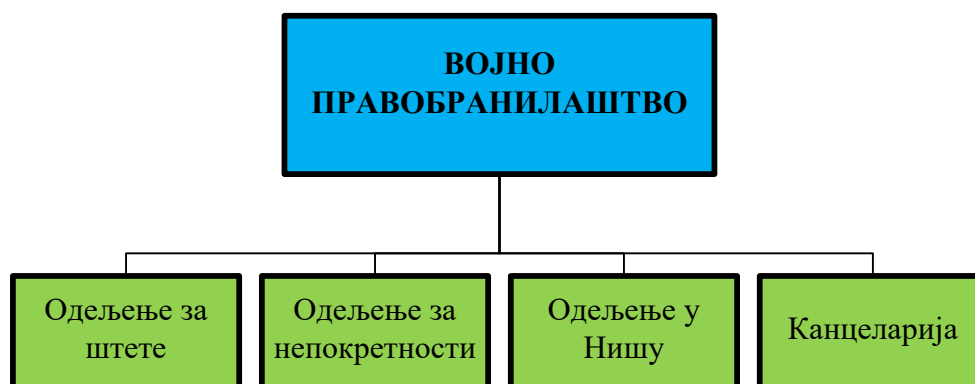 ВОЈНО
ПРАВОБРАНИЛАШТВО
Одељење за
штете
Одељење за
непокретности
Одељење у
Нишу
Канцеларија